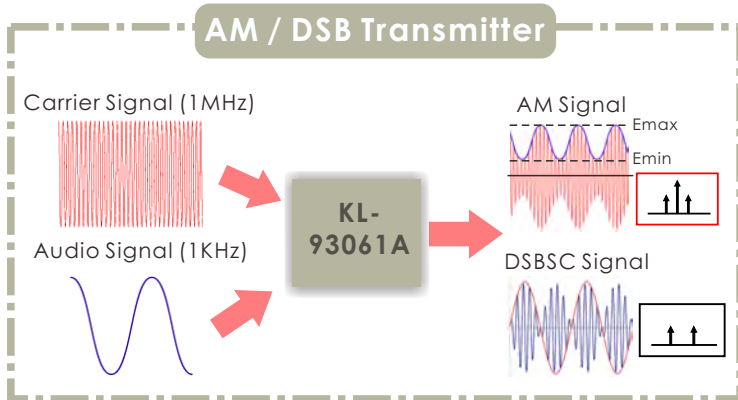 AM / DSB Transmitter
Carrier Signal (1MHz)
Audio Signal (1KHz)
KL-
93061A
AM Signal
Emax
Emin
DSBSC Signal